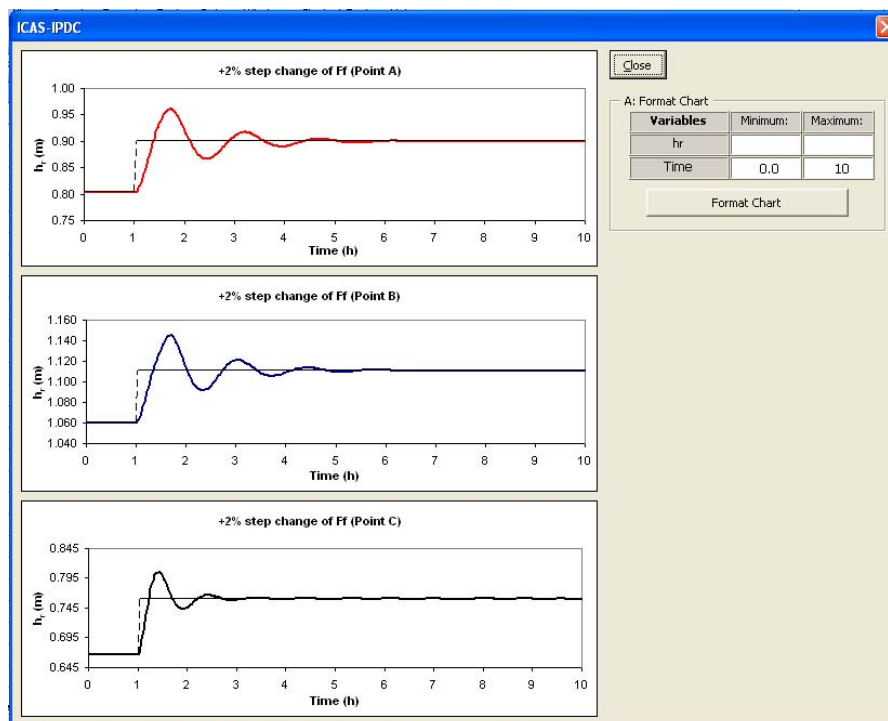 ICAS-IPDC
+2% step change of Ff (Point A)
1.00
0.95
0.90
0.85
0.80
0.75
hr (m)
0 1 2 3 4 5 6 7 8 9 10
Time (h)
+2% step change of Ff (Point B)
1.160
1.140
1.120
1.100
1.080
1.060
1.040
hr (m)
0 1 2 3 4 5 6 7 8 9 10
Time (h)
+2% step change of Ff (Point C)
0.845
0.795
0.745
0.695
0.645
hr (m)
0 1 2 3 4 5 6 7 8 9 10
Time (h)
Close
A: Format Chart
Variables Minimum: Maximum:
hr
Time 0.0 10
Format Chart